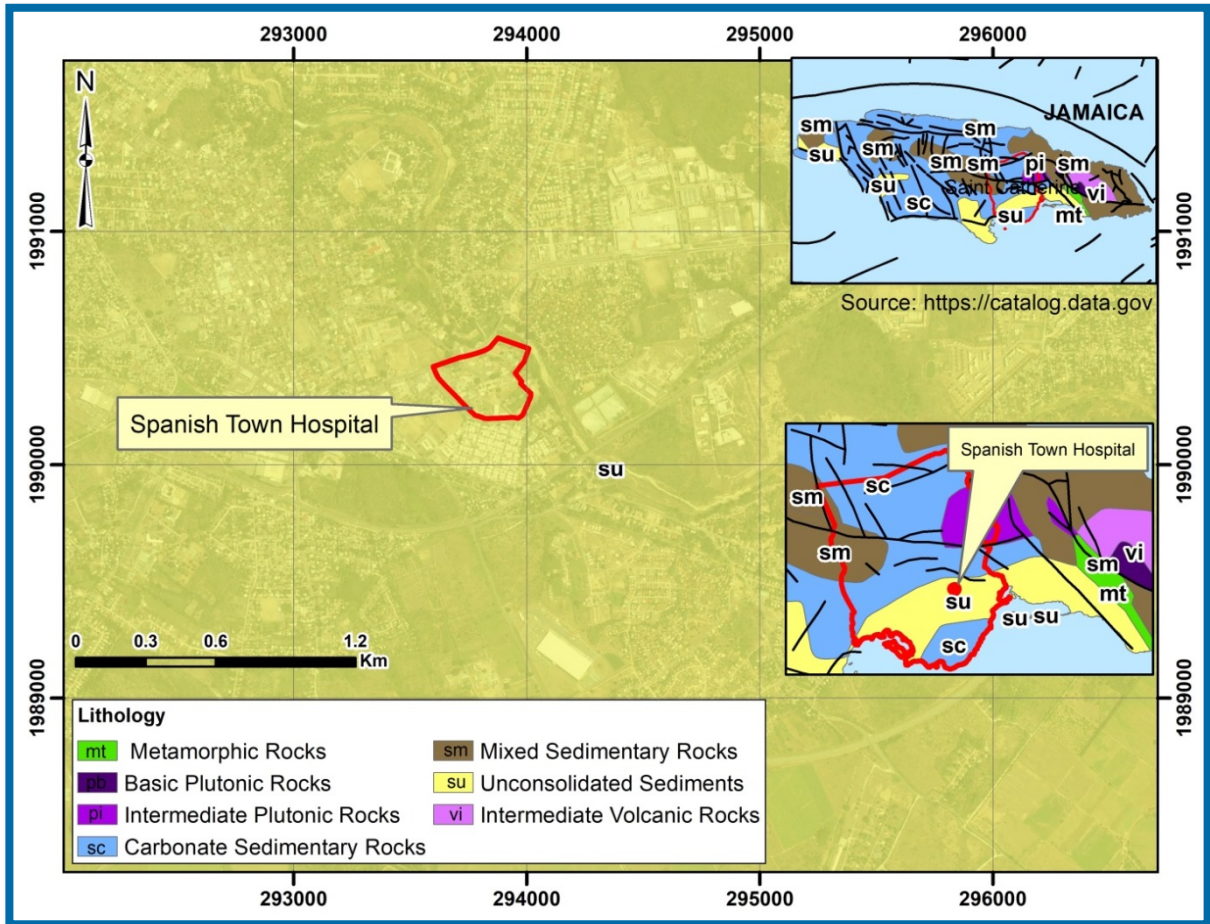 293000 294000 295000 296000
N
JAMAICA
sm
sm
sm
sm
sm
sm
pi
sm
su
su
Saint Catherine
vi
sc
su
mt
1991000
1991000
Source: https://catalog.data.gov
Spanish Town Hospital
Spanish Town Hospital
1990000
1990000
su
sc
sm
sm
vi
sm
mt
su
su
su
sc
0 0.3 0.6 1.2
Km
1989000
1989000
Lithology
mt Metamorphic Rocks
pb Basic Plutonic Rocks
pi Intermediate Plutonic Rocks
sc Carbonate Sedimentary Rocks
sm Mixed Sedimentary Rocks
su Unconsolidated Sediments
vi Intermediate Volcanic Rocks
293000 294000 295000 296000